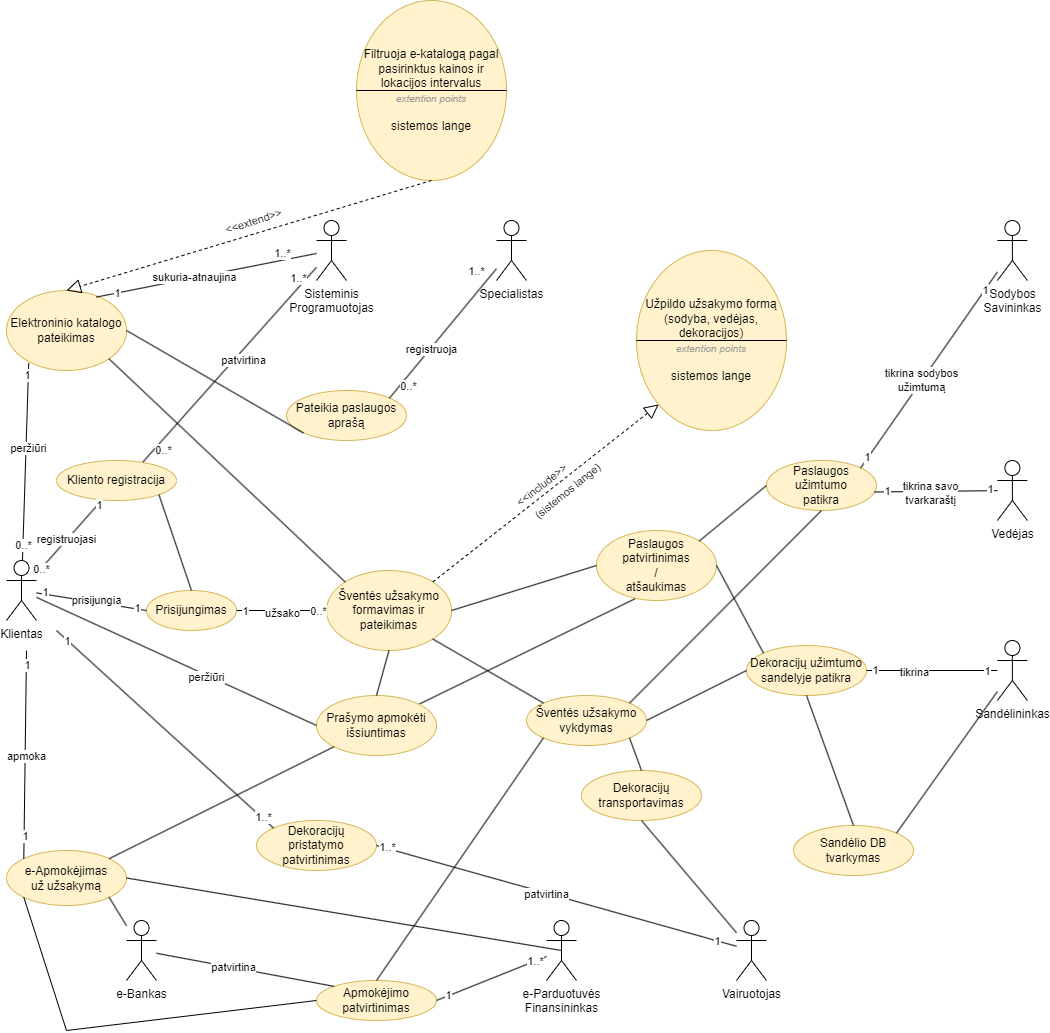 Filtruoja e-katalogą pagal
pasirinktus kainos ir
lokacijos intervalus
extention points
sistemos lange
<<extend>>
1..*
sukuria-atnaujina
1
Sisteminis
Programuotojas
1..*
patvirtina
0..*
1..*
Specialistas
registruoja
0..*
Užpildo užsakymo formą
(sodyba, vedėjas,
dekoracijos)
extention points
sistemos lange
1
Sodybos
Savininkas
tikrina sodybos
užimtumą
1
Elektroninio katalogo
pateikimas
1
peržiūri
0..*
Pateikia paslaugos
aprašą
Kliento registracija
1
registruojasi
0..*
<<include>>
(sistemos lange)
Paslaugos
užimtumo
patikra
1
tikrina savo
tvarkaraštį
1
Vedėjas
Paslaugos
patvirtinimas
/
atšaukimas
Klientas
1
prisijungia
1
Prisijungimas
1
užsako
0..*
Šventės užsakymo
formavimas ir
pateikimas
1
1
peržiūri
Dekoracijų užimtumo
sandelyje patikra
1
tikrina
1
Sandėlininkas
Prašymo apmokėti
išsiuntimas
Šventės užsakymo
vykdymas
apmoka
1
Dekoracijų
transportavimas
1..*
Dekoracijų
pristatymo
patvirtinimas
1..*
patvirtina
1
Sandėlio DB
tvarkymas
e-Apmokėjimas
už užsakymą
e-Bankas
patvirtina
Apmokėjimo
patvirtinimas
1
1..*
e-Parduotuvės
Finansininkas
Vairuotojas